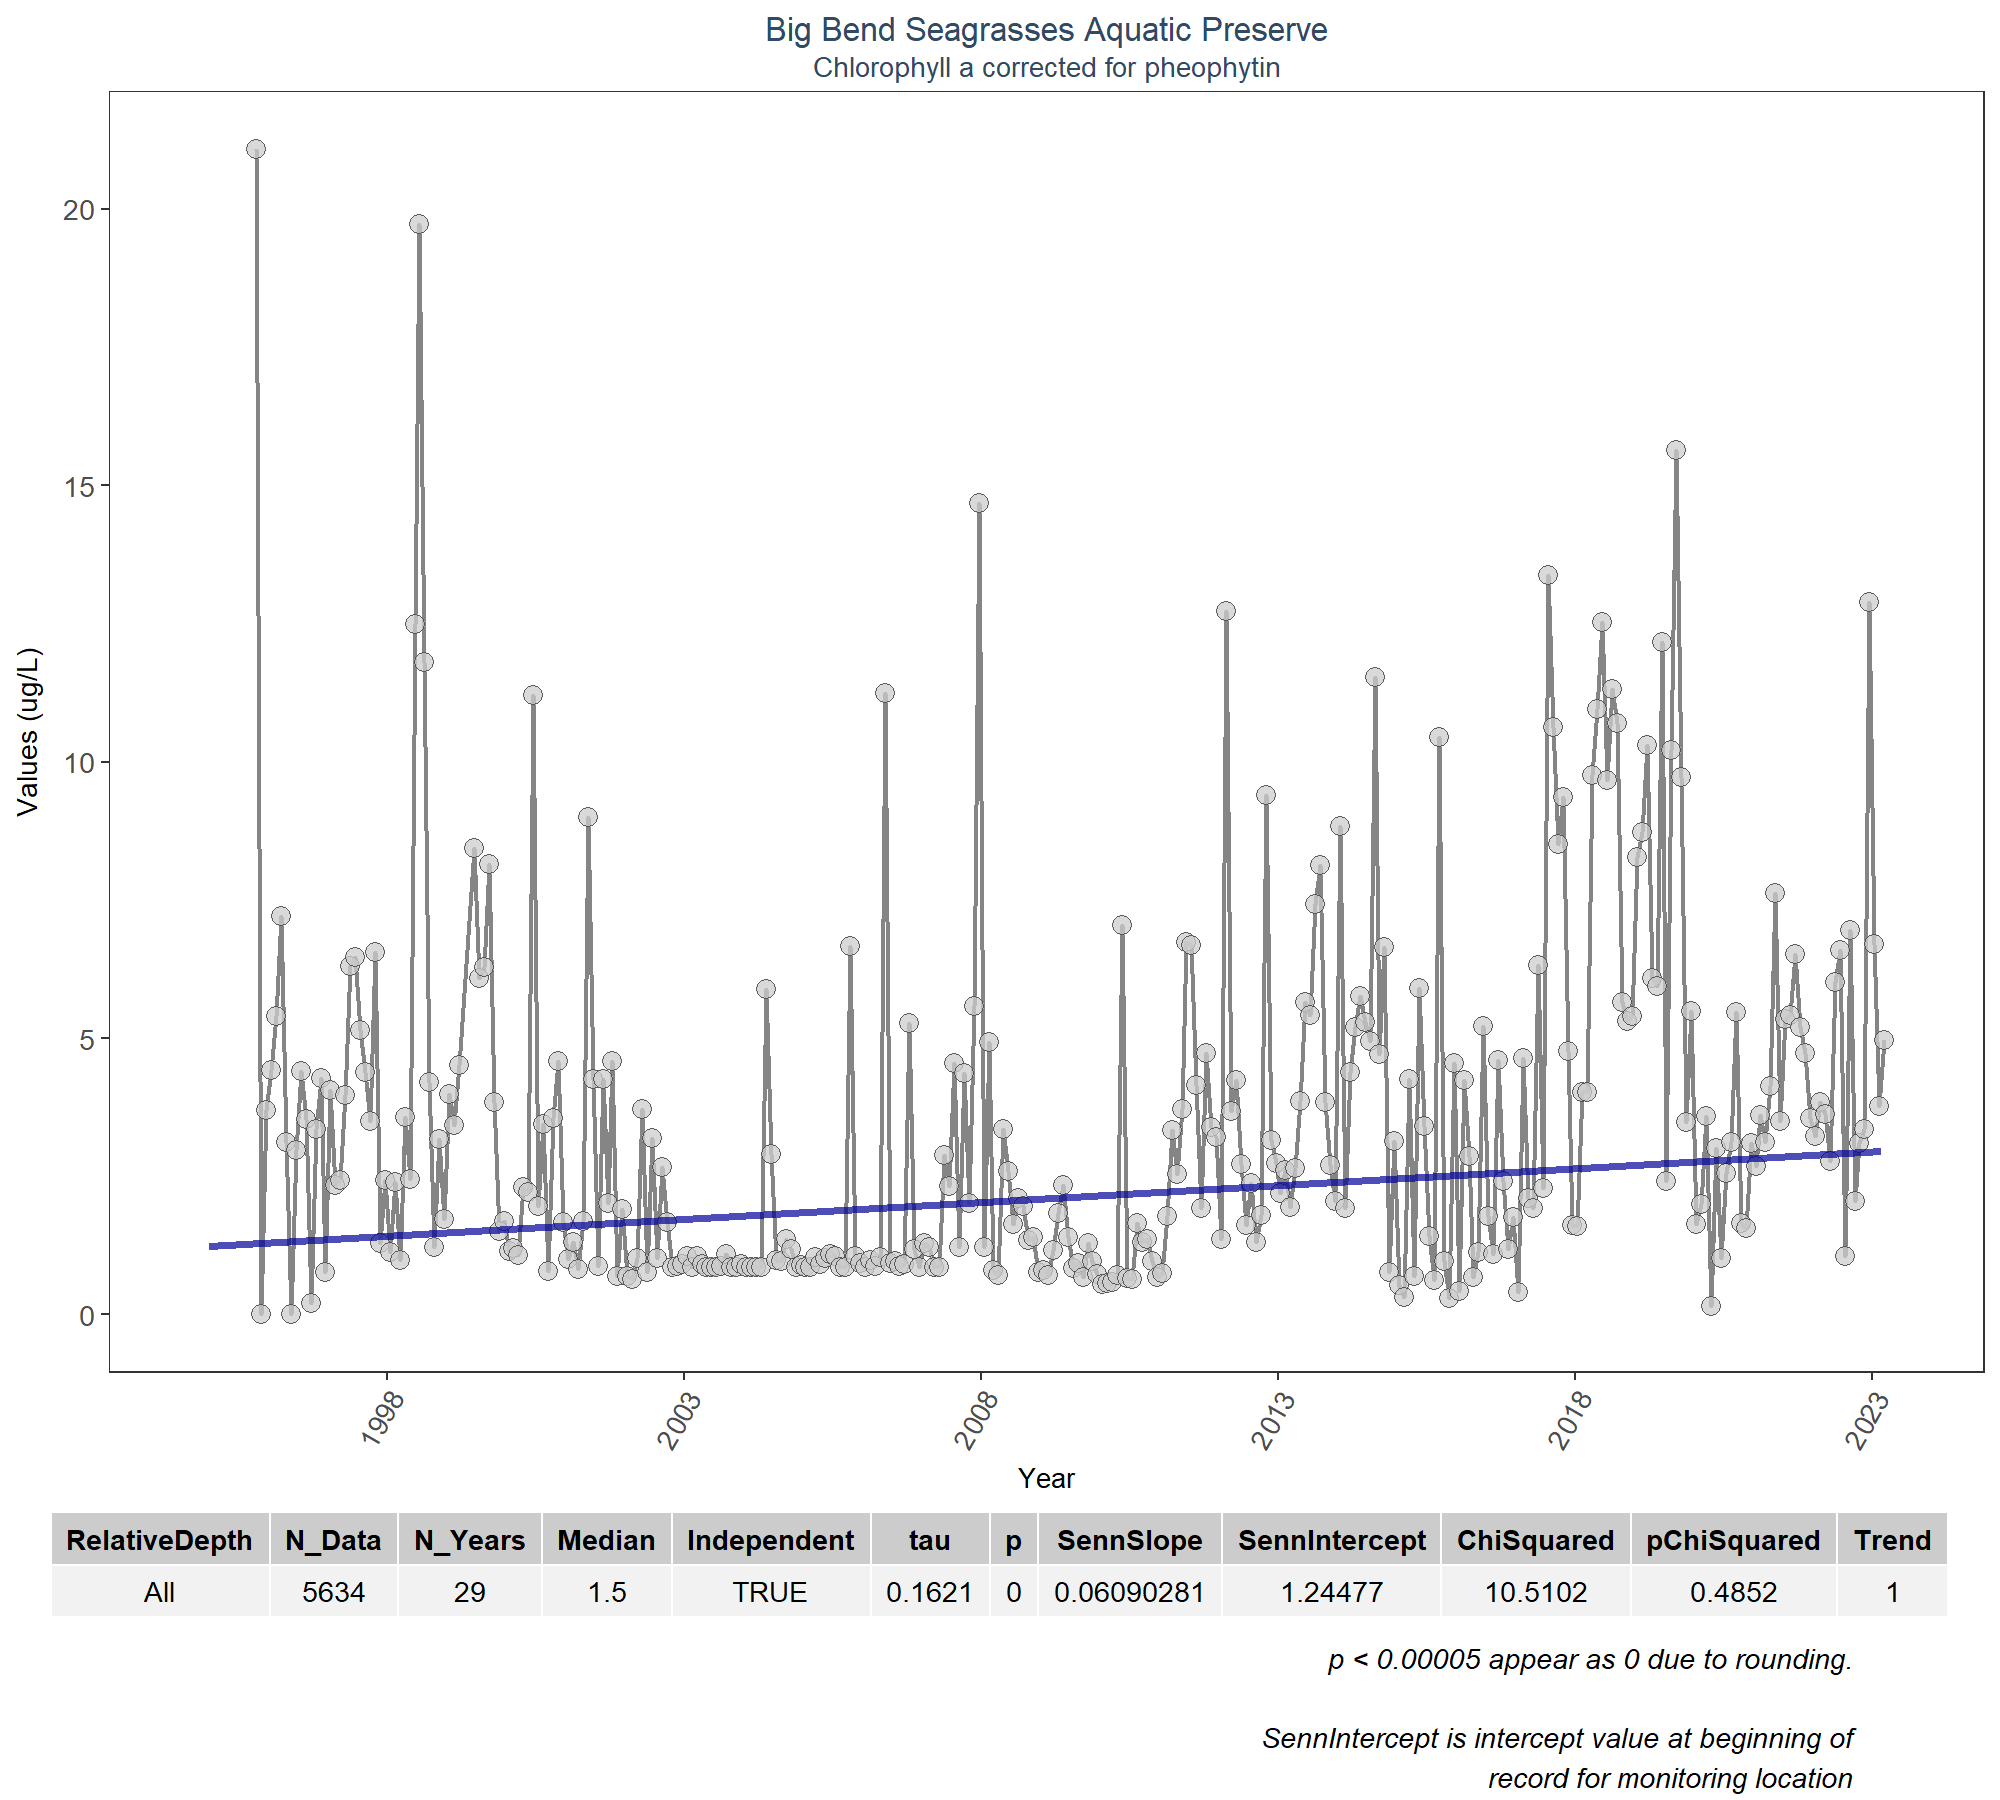 Big Bend Seagrasses Aquatic Preserve
Chlorophyll a corrected for pheophytin
Values (ug/L)
20
15
10
5
0
1998
2003
2008
2013
2018
2023
Year
RelativeDepth N_Data N_Years Median Independent tau p SennSlope SennIntercept ChiSquared pChiSquared Trend
All 5634 29 1.5 TRUE 0.1621 0 0.06090281 1.24477 10.5102 0.4852 1
p < 0.00005 appear as 0 due to rounding.
SennIntercept is intercept value at beginning of
record for monitoring location